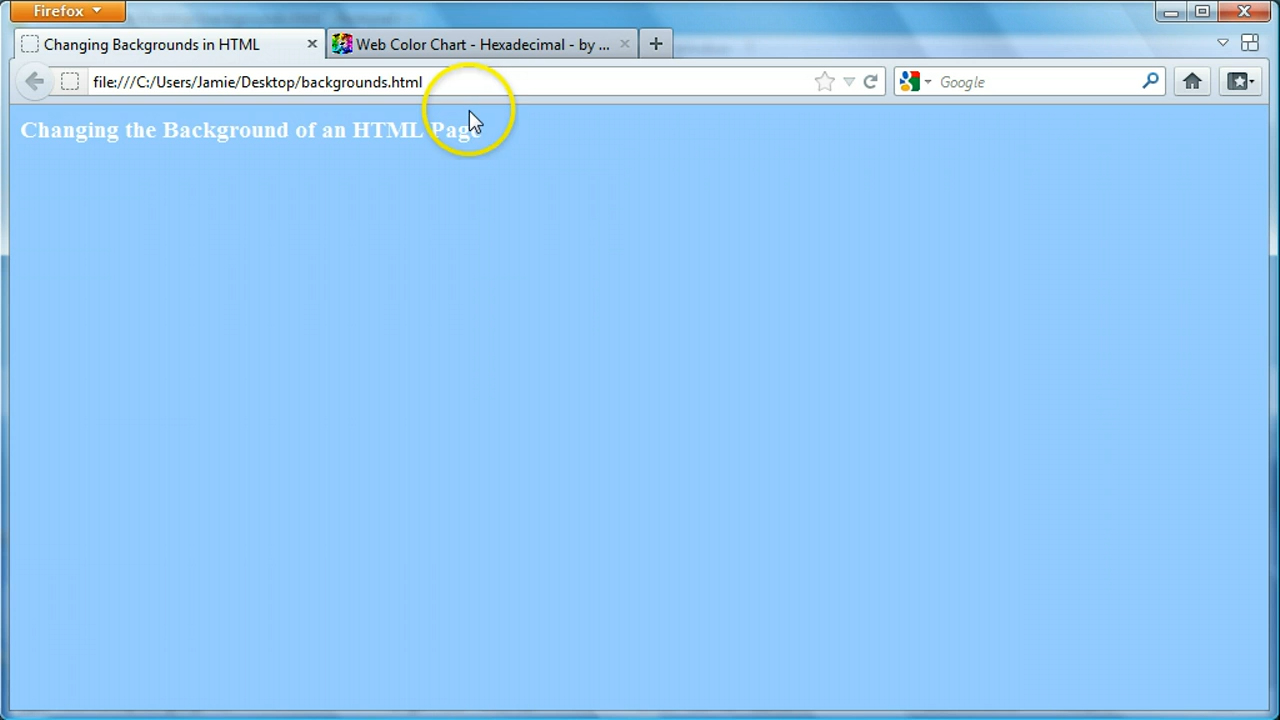 Firefox
Changing Backgrounds in HTML
Web Color Chart - Hexadecimal - by ...
file:///C:/Users/Jamie/Desktop/backgrounds.html
Google
Changing the Background of an HTML Page